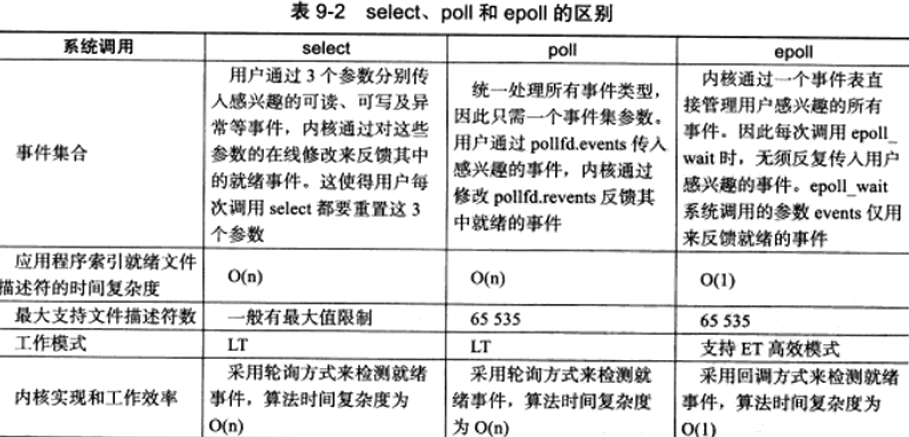 表 9-2 select、poll 和 epoll 的区别
系统调用
select
poll
epoll
事件集合
用户通过 3 个参数分别传
入感兴趣的可读、可写及异
常等事件，内核通过对这些
参数的在线修改来反馈其中
的就绪事件。这使得用户每
次调用 select 都要重置这 3
个参数
统一处理所有事件类型，
因此只需一个事件集参数。
用户通过 pollfd.events 传入
感兴趣的事件，内核通过
修改 pollfd.revents 反馈其
中就绪的事件
内核通过一个事件表直
接管理用户感兴趣的所有
事件。因此每次调用 epoll_
wait 时，无须反复传入用户
感兴趣的事件。epoll_wait
系统调用的参数 events 仅用
来反馈就绪的事件
应用程序索引就绪文件
描述符的时间复杂度
O(n)
O(n)
O(1)
最大支持文件描述符数
一般有最大值限制
65 535
65 535
工作模式
LT
LT
支持 ET 高效模式
内核实现和工作效率
采用轮询方式来检测就绪
事件，算法时间复杂度为
O(n)
采用轮询方式来检测就
绪事件，算法时间复杂度
为 O(n)
采用回调方式来检测就绪
事件，算法时间复杂度为
O(1)